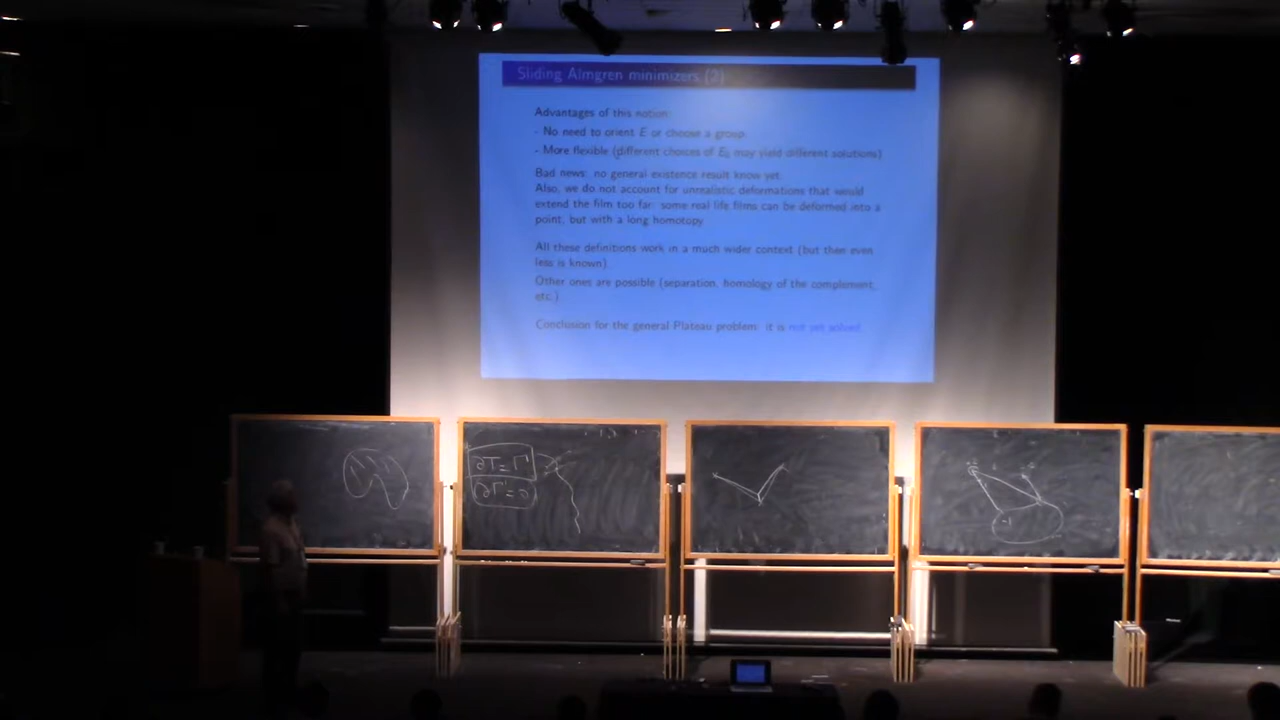 Sliding Almgren minimizers (2)
Advantages of this notion:
- No need to orient E or choose a group.
- More flexible (different choices of E₀ may yield different solutions)
Bad news: no general existence result know yet.
Also, we do not account for unrealistic deformations that would
extend the film too far: some real life films can be deformed into a
point, but with a long homotopy.
All these definitions work in a much wider context (but then even
less is known).
Other ones are possible (separation, homology of the complement,
etc.)
Conclusion for the general Plateau problem: it is not yet solved
∂T=Γ
∂Γ=0
-1